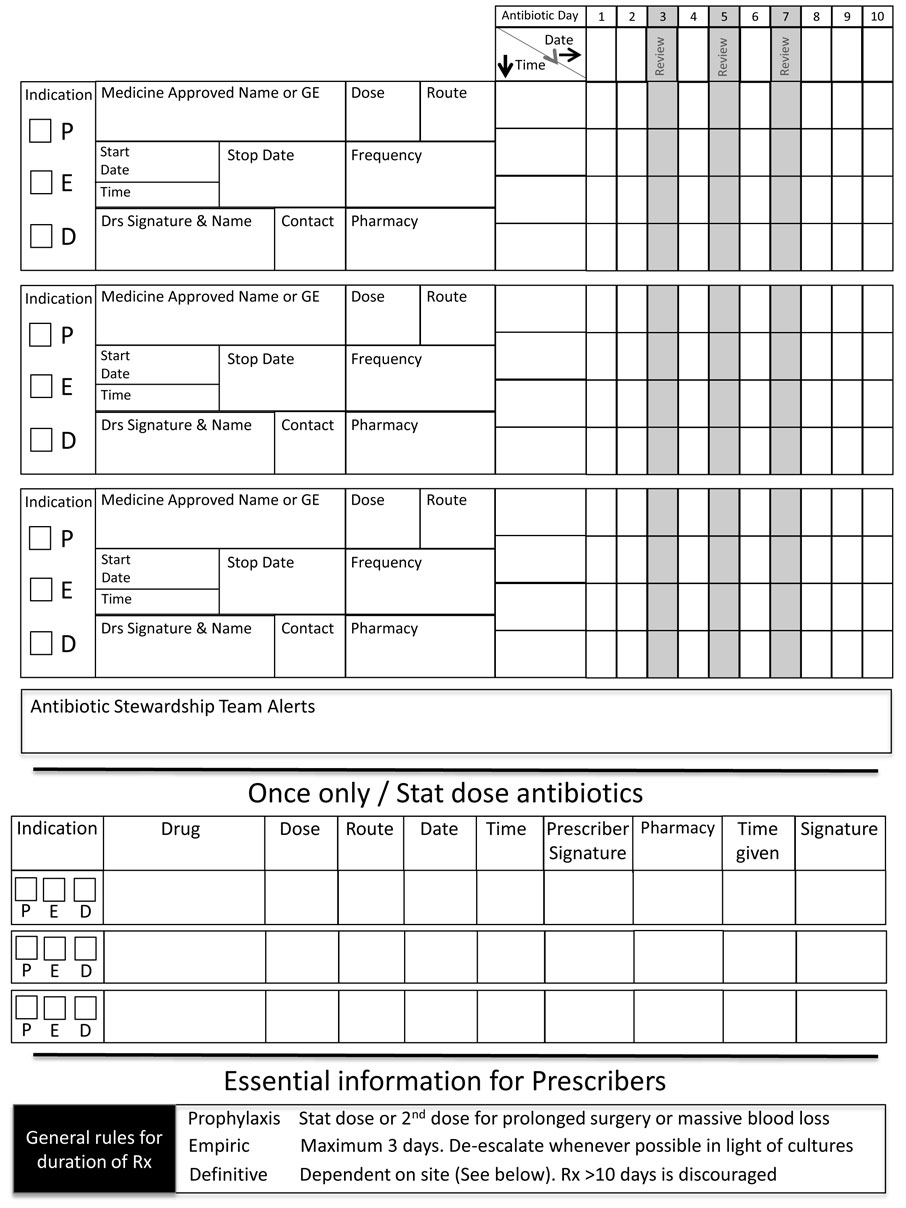 Antibiotic Day 1 2 3 4 5 6 7 8 9 10
Date
Time
Review Review Review
Indication Medicine Approved Name or GE Dose Route
P
Start Date Stop Date Frequency
E
Time
Drs Signature & Name Contact Pharmacy
D
Indication Medicine Approved Name or GE Dose Route
P
Start Date Stop Date Frequency
E
Time
Drs Signature & Name Contact Pharmacy
D
Indication Medicine Approved Name or GE Dose Route
P
Start Date Stop Date Frequency
E
Time
Drs Signature & Name Contact Pharmacy
D
Antibiotic Stewardship Team Alerts
Once only / Stat dose antibiotics
Indication Drug Dose Route Date Time Prescriber Signature Pharmacy Time given Signature
P E D
P E D
P E D
Essential information for Prescribers
General rules for duration of Rx
Prophylaxis Stat dose or 2nd dose for prolonged surgery or massive blood loss
Empiric Maximum 3 days. De-escalate whenever possible in light of cultures
Definitive Dependent on site (See below). Rx >10 days is discouraged